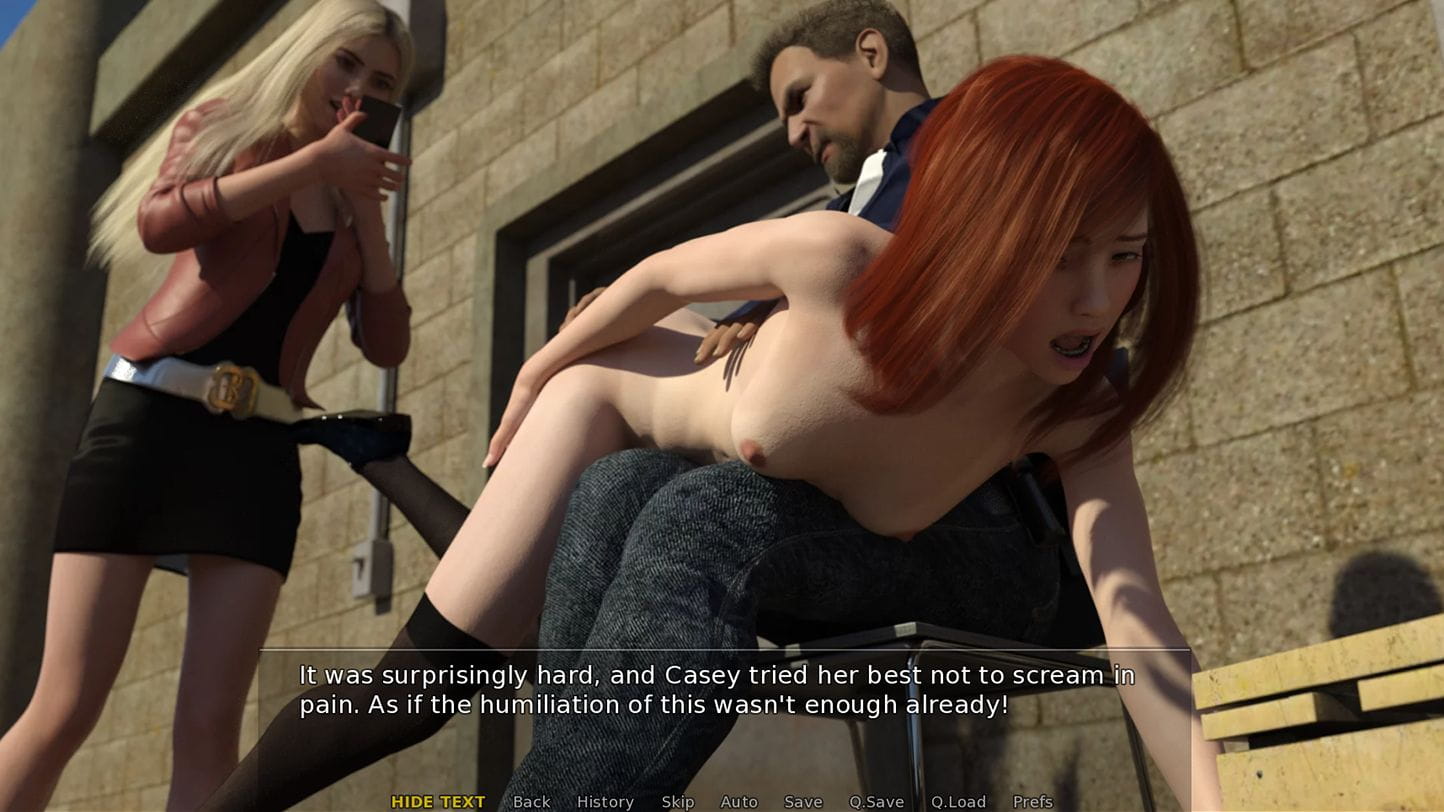 It was surprisingly hard, and Casey tried her best not to scream in
pain. As if the humiliation of this wasn't enough already!
HIDE TEXT Back History Skip Auto Save Q.Save Q.Load Prefs